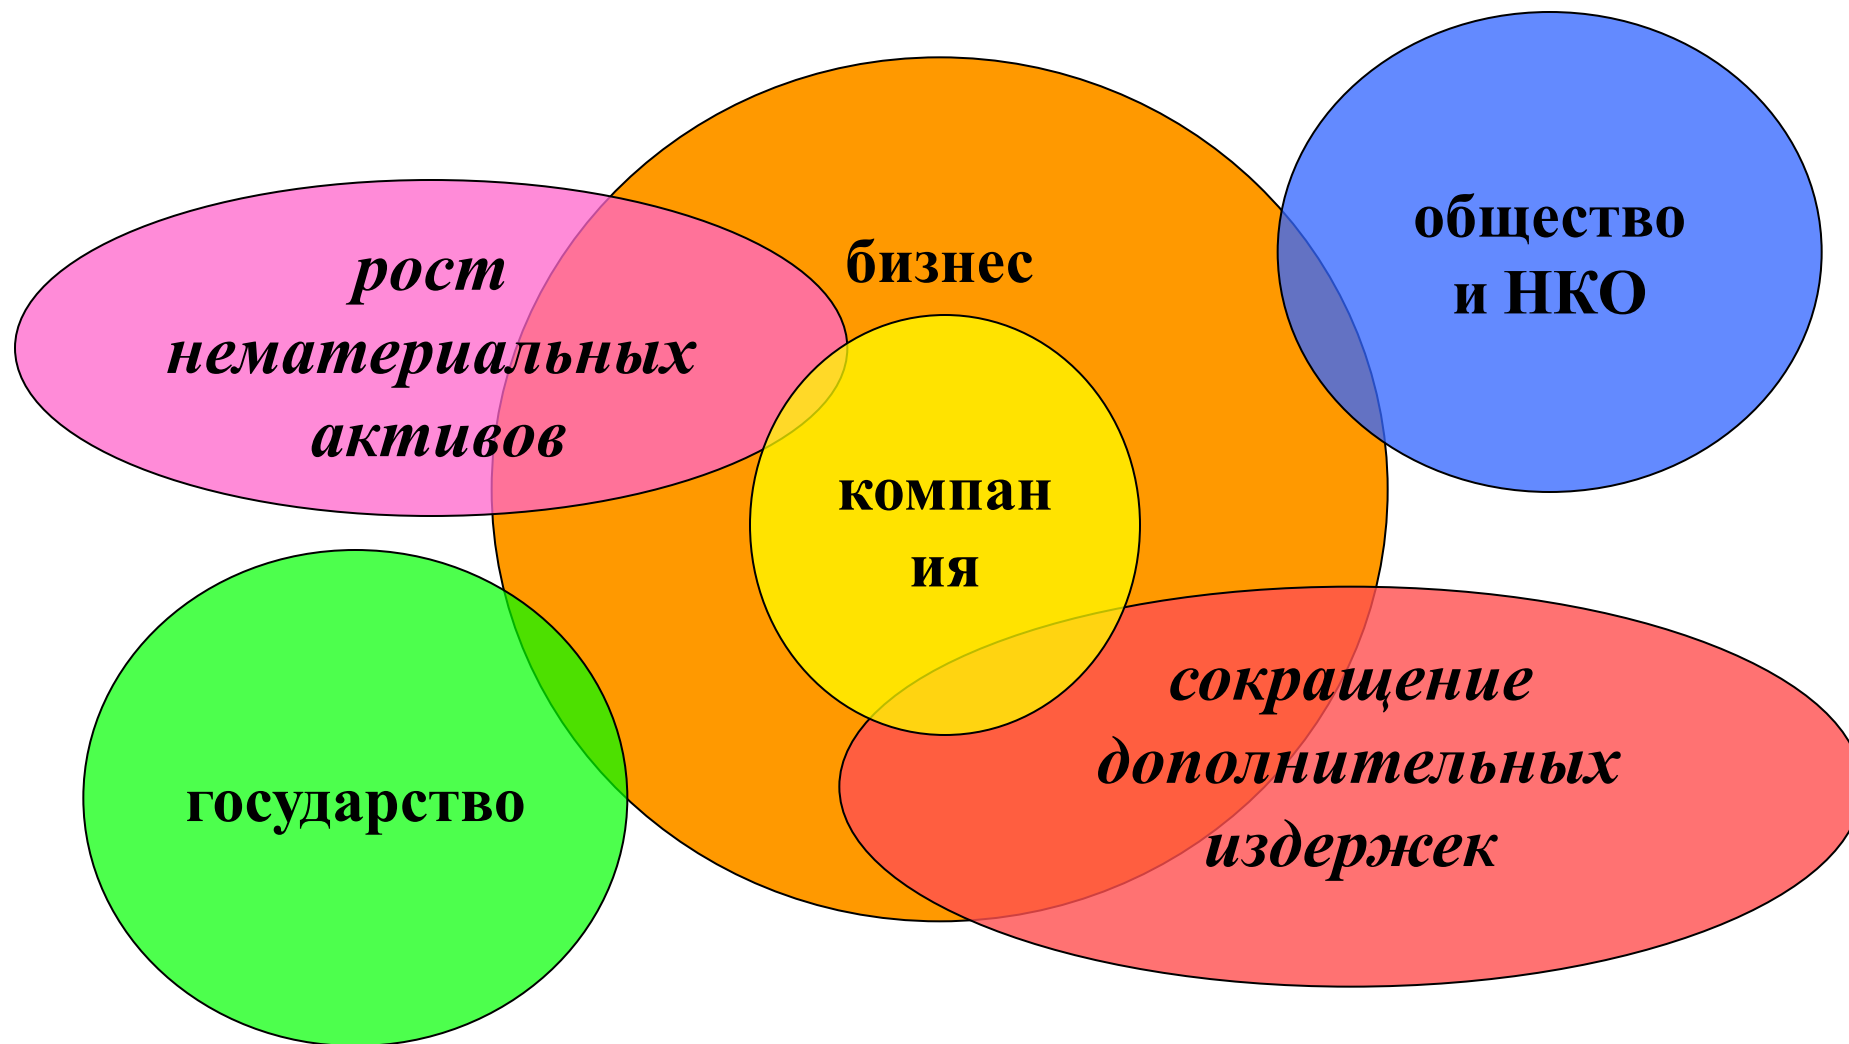 рост
нематериальных
активов
бизнес
общество
и НКО
компан
ия
государство
сокращение
дополнительных
издержек